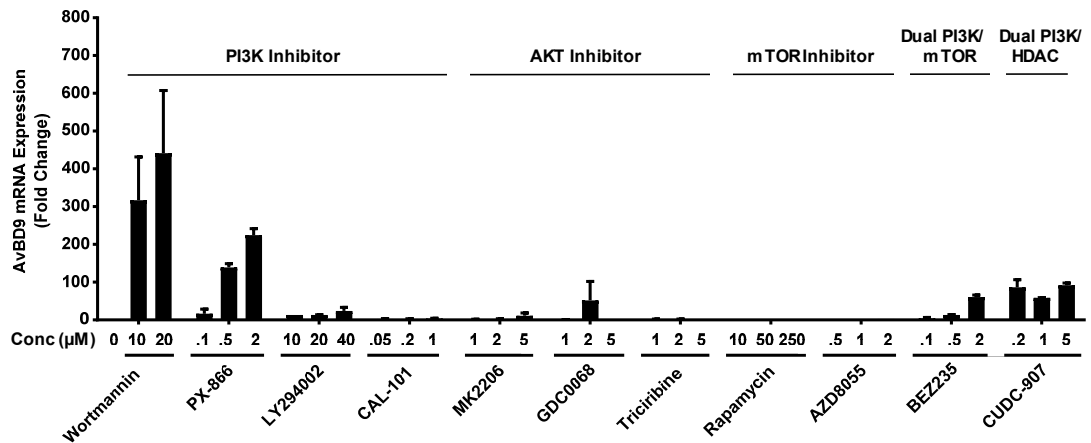 800
700
600
500
400
300
200
100
0
AvBD9 mRNA Expression
(Fold Change)
PI3K Inhibitor
AKT Inhibitor
mTORInhibitor
Dual PI3K/
mTOR
Dual PI3K/
HDAC
Conc (µM) 0 10 20 .1 .5 2 10 20 40 .05 .2 1 1 2 5 1 2 5 1 2 5 10 50 250 .5 1 2 .1 .5 2 .2 1 5
Wortmannin
PX-866
LY294002
CAL-101
MK2206
GDC0068
Triciribine
Rapamycin
AZD8055
BEZ235
CUDC-907